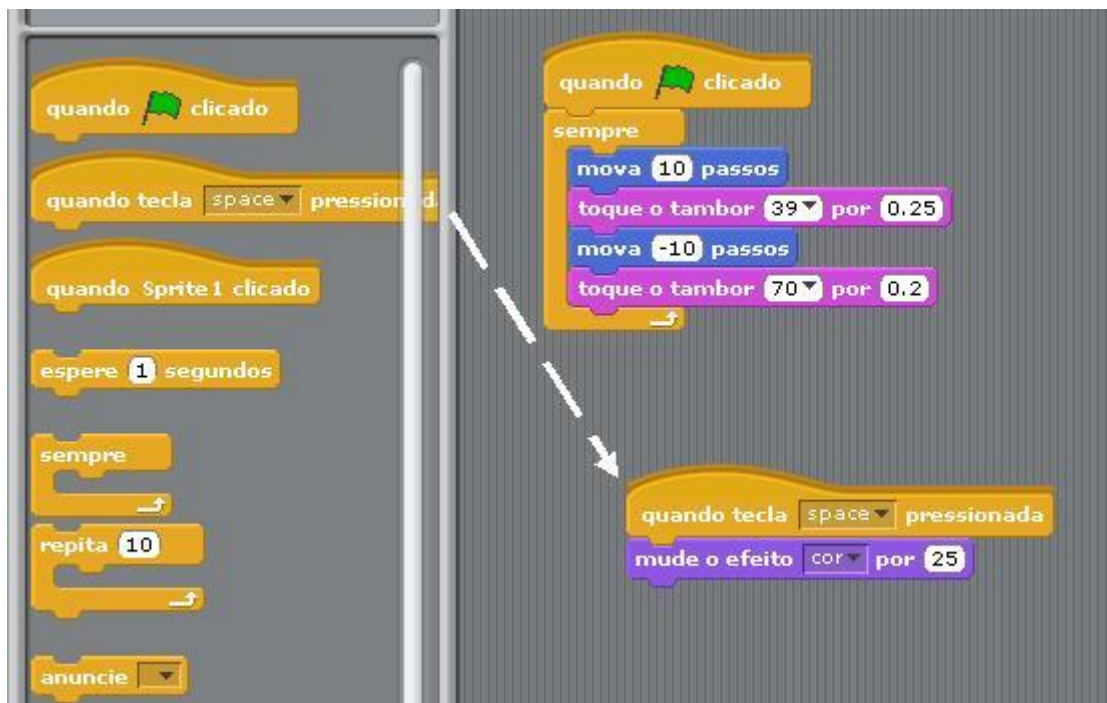 quando clicado
quando tecla space pressionada
quando Sprite1 clicado
espere 1 segundos
sempre
repita 10
anuncie
quando clicado
sempre
mova 10 passos
toque o tambor 39 por 0.25
mova -10 passos
toque o tambor 70 por 0.2
quando tecla space pressionada
mude o efeito cor por 25